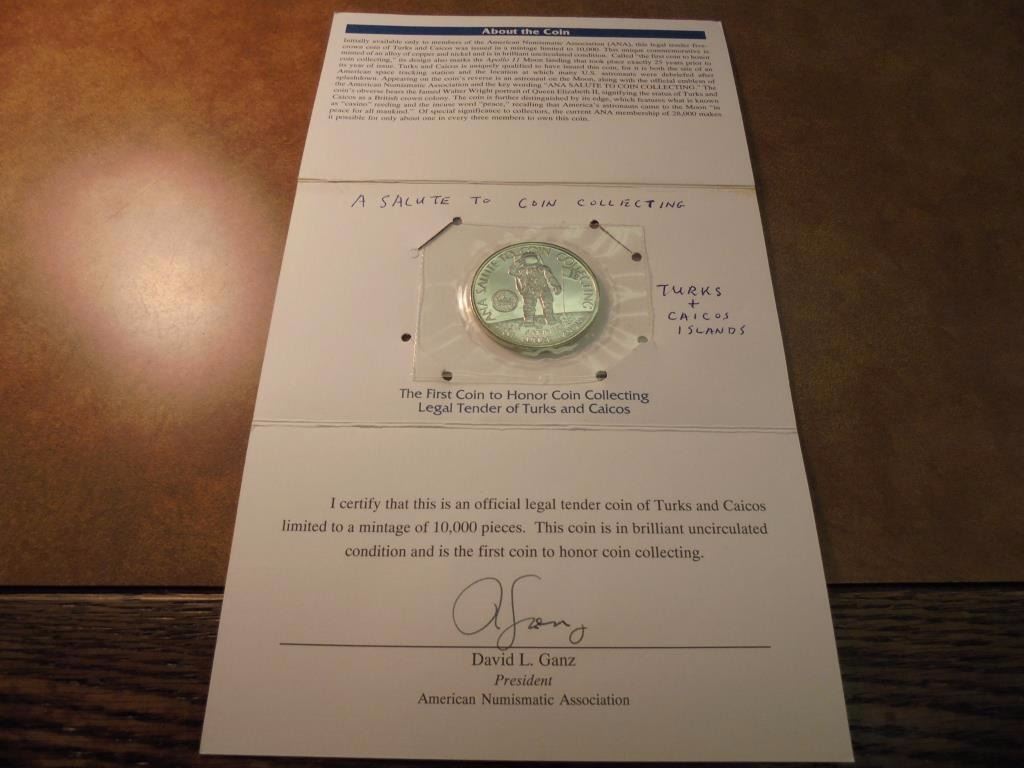 About the Coin
Initially available only to members of the American Numismatic Association (ANA), this legal tender five-
crown coin of Turks and Caicos was issued in a mintage limited to 10,000. This unique commemorative is
minted of an alloy of copper and nickel and is in brilliant uncirculated condition. Called "the first coin to honor
coin collecting," its design also marks the Apollo 11 Moon landing that took place exactly 25 years prior to
its year of issue. Turks and Caicos is uniquely qualified to have issued this coin, for it is both the site of an
American space tracking station and the location at which many U.S. astronauts were debriefed after
splashdown. Appearing on the coin's reverse is an astronaut on the Moon, along with the official emblem of
the American Numismatic Association and the key wording "ANA SALUTE TO COIN COLLECTING." The
coin's obverse bears the famed Walter Wright portrait of Queen Elizabeth II, signifying the status of Turks and
Caicos as a British crown colony. The coin is further distinguished by its edge, which features what is known
as "casino" reeding and the incuse word "peace," recalling that America's astronauts came to the Moon "in
peace for all mankind." Of special significance to collectors, the current ANA membership of 28,000 makes
it possible for only about one in every three members to own this coin.
A SALUTE TO COIN COLLECTING
ANA SALUTE TO COIN COLLECTING
TURKS
+
CAICOS
ISLANDS
The First Coin to Honor Coin Collecting
Legal Tender of Turks and Caicos
I certify that this is an official legal tender coin of Turks and Caicos
limited to a mintage of 10,000 pieces. This coin is in brilliant uncirculated
condition and is the first coin to honor coin collecting.
David L. Ganz
President
American Numismatic Association